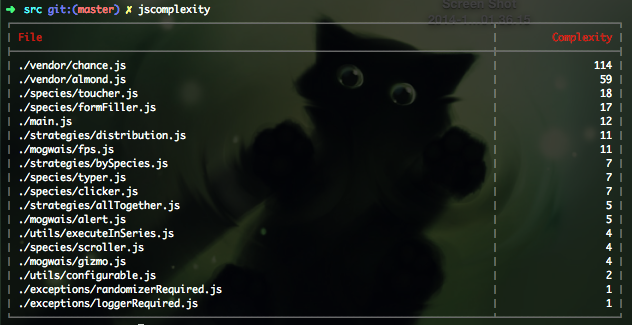 ➜ src git:(master) ✗ jscomplexity
Screen Shot
File Complexity
./vendor/chance.js 114
./vendor/almond.js 59
./species/toucher.js 18
./species/formFiller.js 17
./main.js 12
./strategies/distribution.js 11
./mogwais/fps.js 11
./strategies/bySpecies.js 7
./species/typer.js 7
./species/clicker.js 7
./strategies/allTogether.js 5
./mogwais/alert.js 5
./utils/executeInSeries.js 4
./species/scroller.js 4
./mogwais/gizmo.js 4
./utils/configurable.js 2
./exceptions/randomizerRequired.js 1
./exceptions/loggerRequired.js 1